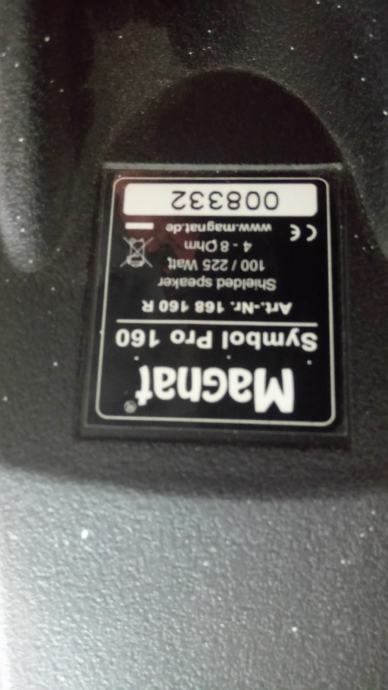 Magnat®
Symbol Pro 160
Art.-Nr. 168 160 R
Shielded speaker
100 / 225 Watt
4 - 8 Ohm
www.magnat.de
CE
008332